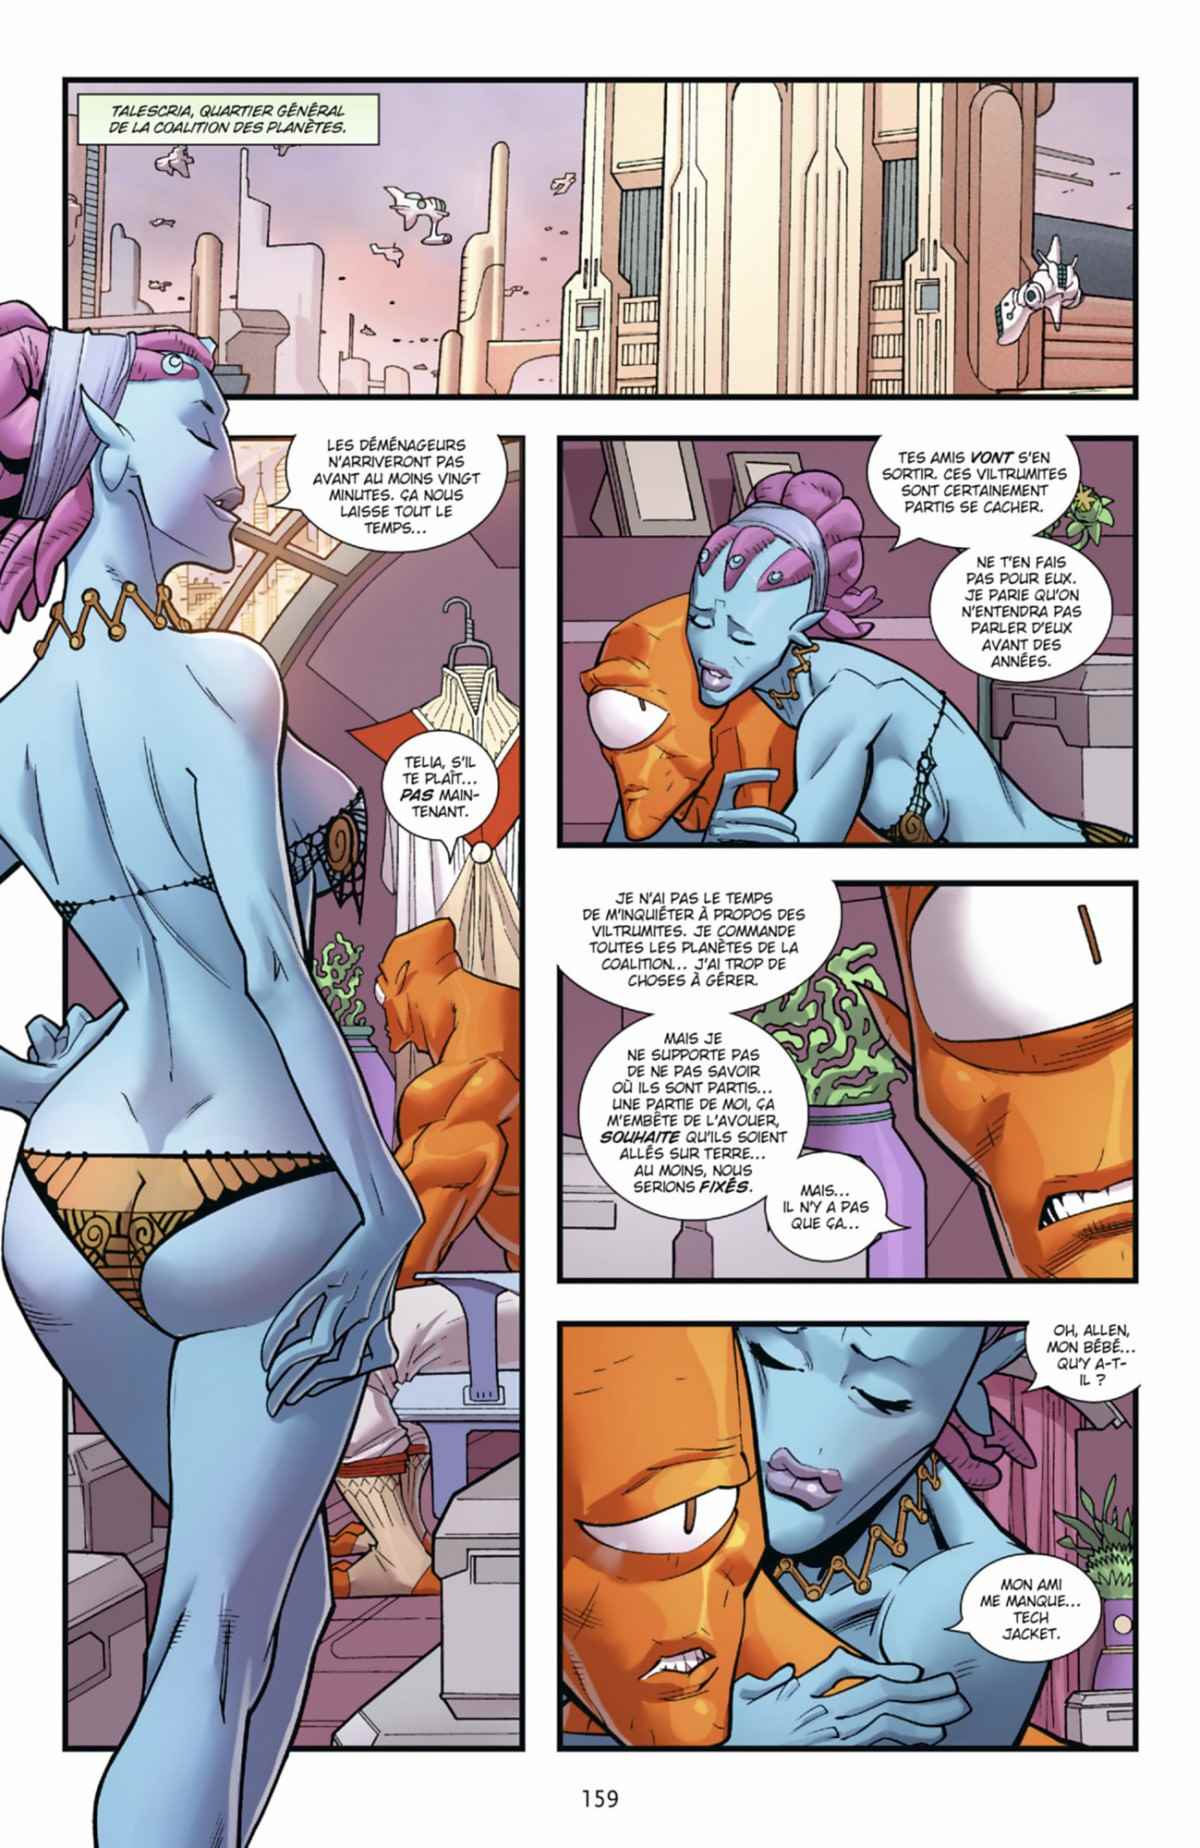 TALESCRIA, QUARTIER GÉNÉRAL
DE LA COALITION DES PLANÈTES.
LES DÉMÉNAGEURS
N'ARRIVERONT PAS
AVANT AU MOINS VINGT
MINUTES. ÇA NOUS
LAISSE TOUT LE
TEMPS...
TELIA, S'IL
TE PLAÎT...
PAS MAIN-
TENANT.
TES AMIS VONT S'EN
SORTIR. CES VILTRUMITES
SONT CERTAINEMENT
PARTIS SE CACHER.
NE T'EN FAIS
PAS POUR EUX.
JE PARIE QU'ON
N'ENTENDRA PAS
PARLER D'EUX
AVANT DES
ANNÉES.
JE N'AI PAS LE TEMPS
DE M'INQUIÉTER À PROPOS DES
VILTRUMITES. JE COMMANDE
TOUTES LES PLANÈTES DE LA
COALITION... J'AI TROP DE
CHOSES À GÉRER.
MAIS JE
NE SUPPORTE PAS
DE NE PAS SAVOIR
OÙ ILS SONT PARTIS...
UNE PARTIE DE MOI, ÇA
M'EMBÊTE DE L'AVOUER,
SOUHAITE QU'ILS SOIENT
ALLÉS SUR TERRE...
AU MOINS, NOUS
SERIONS FIXÉS.
MAIS...
IL N'Y A PAS
QUE ÇA...
OH, ALLEN,
MON BÉBÉ...
QU'Y A-T-
IL ?
MON AMI
ME MANQUE...
TECH
JACKET.
159